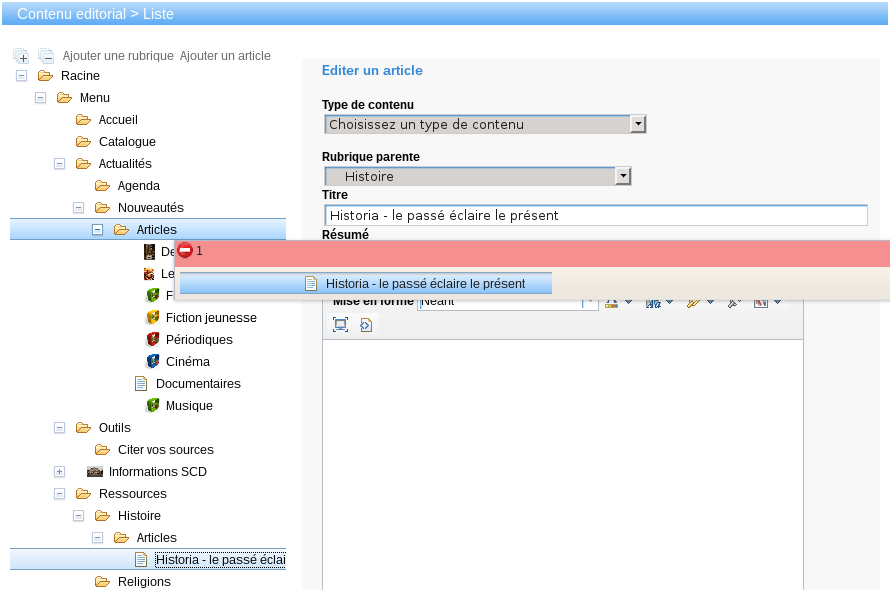 Contenu editorial > Liste
Ajouter une rubrique Ajouter un article
Racine
Menu
Accueil
Catalogue
Actualités
Agenda
Nouveautés
Articles
De
Le
F
Fiction jeunesse
Périodiques
Cinéma
Documentaires
Musique
Outils
Citer vos sources
Informations SCD
Ressources
Histoire
Articles
Historia - le passé éclai
Religions
Editer un article
Type de contenu
Choisissez un type de contenu
Rubrique parente
Histoire
Titre
Historia - le passé éclaire le présent
Résumé
1
Historia - le passé éclaire le présent
Mise en forme Néant